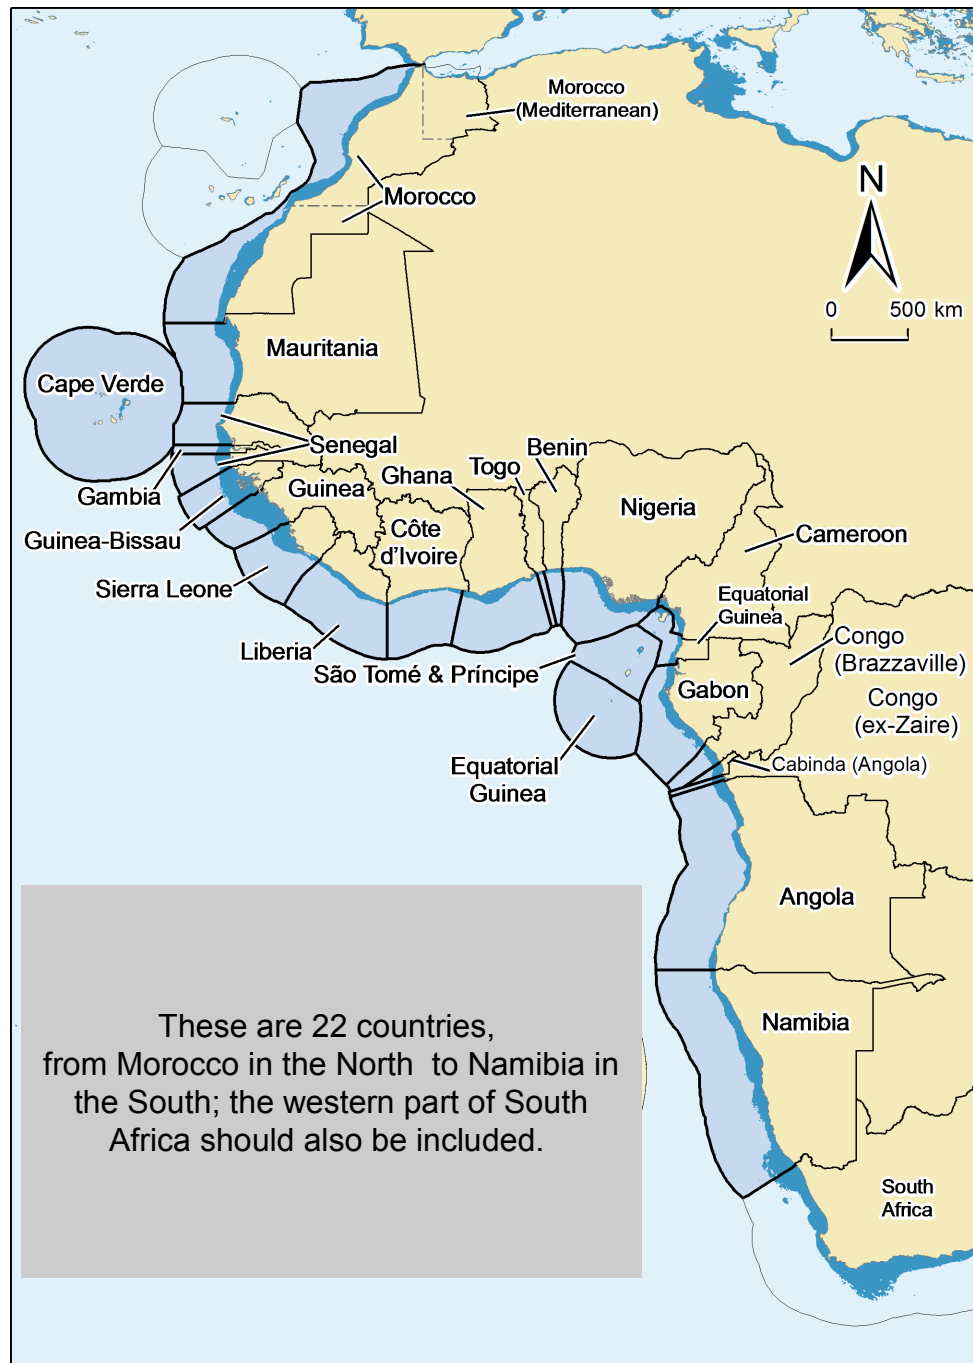 Morocco
(Mediterranean)
N
Morocco
0 500 km
Mauritania
Cape Verde
Senegal
Benin
Togo
Ghana
Gambia
Guinea
Nigeria
Côte
d'Ivoire
Guinea-Bissau
Cameroon
Sierra Leone
Equatorial
Guinea
Congo
(Brazzaville)
Liberia
São Tomé & Príncipe
Gabon
Congo
(ex-Zaire)
Equatorial
Guinea
Cabinda (Angola)
Angola
These are 22 countries,
from Morocco in the North to Namibia in
the South; the western part of South
Africa should also be included.
Namibia
South
Africa